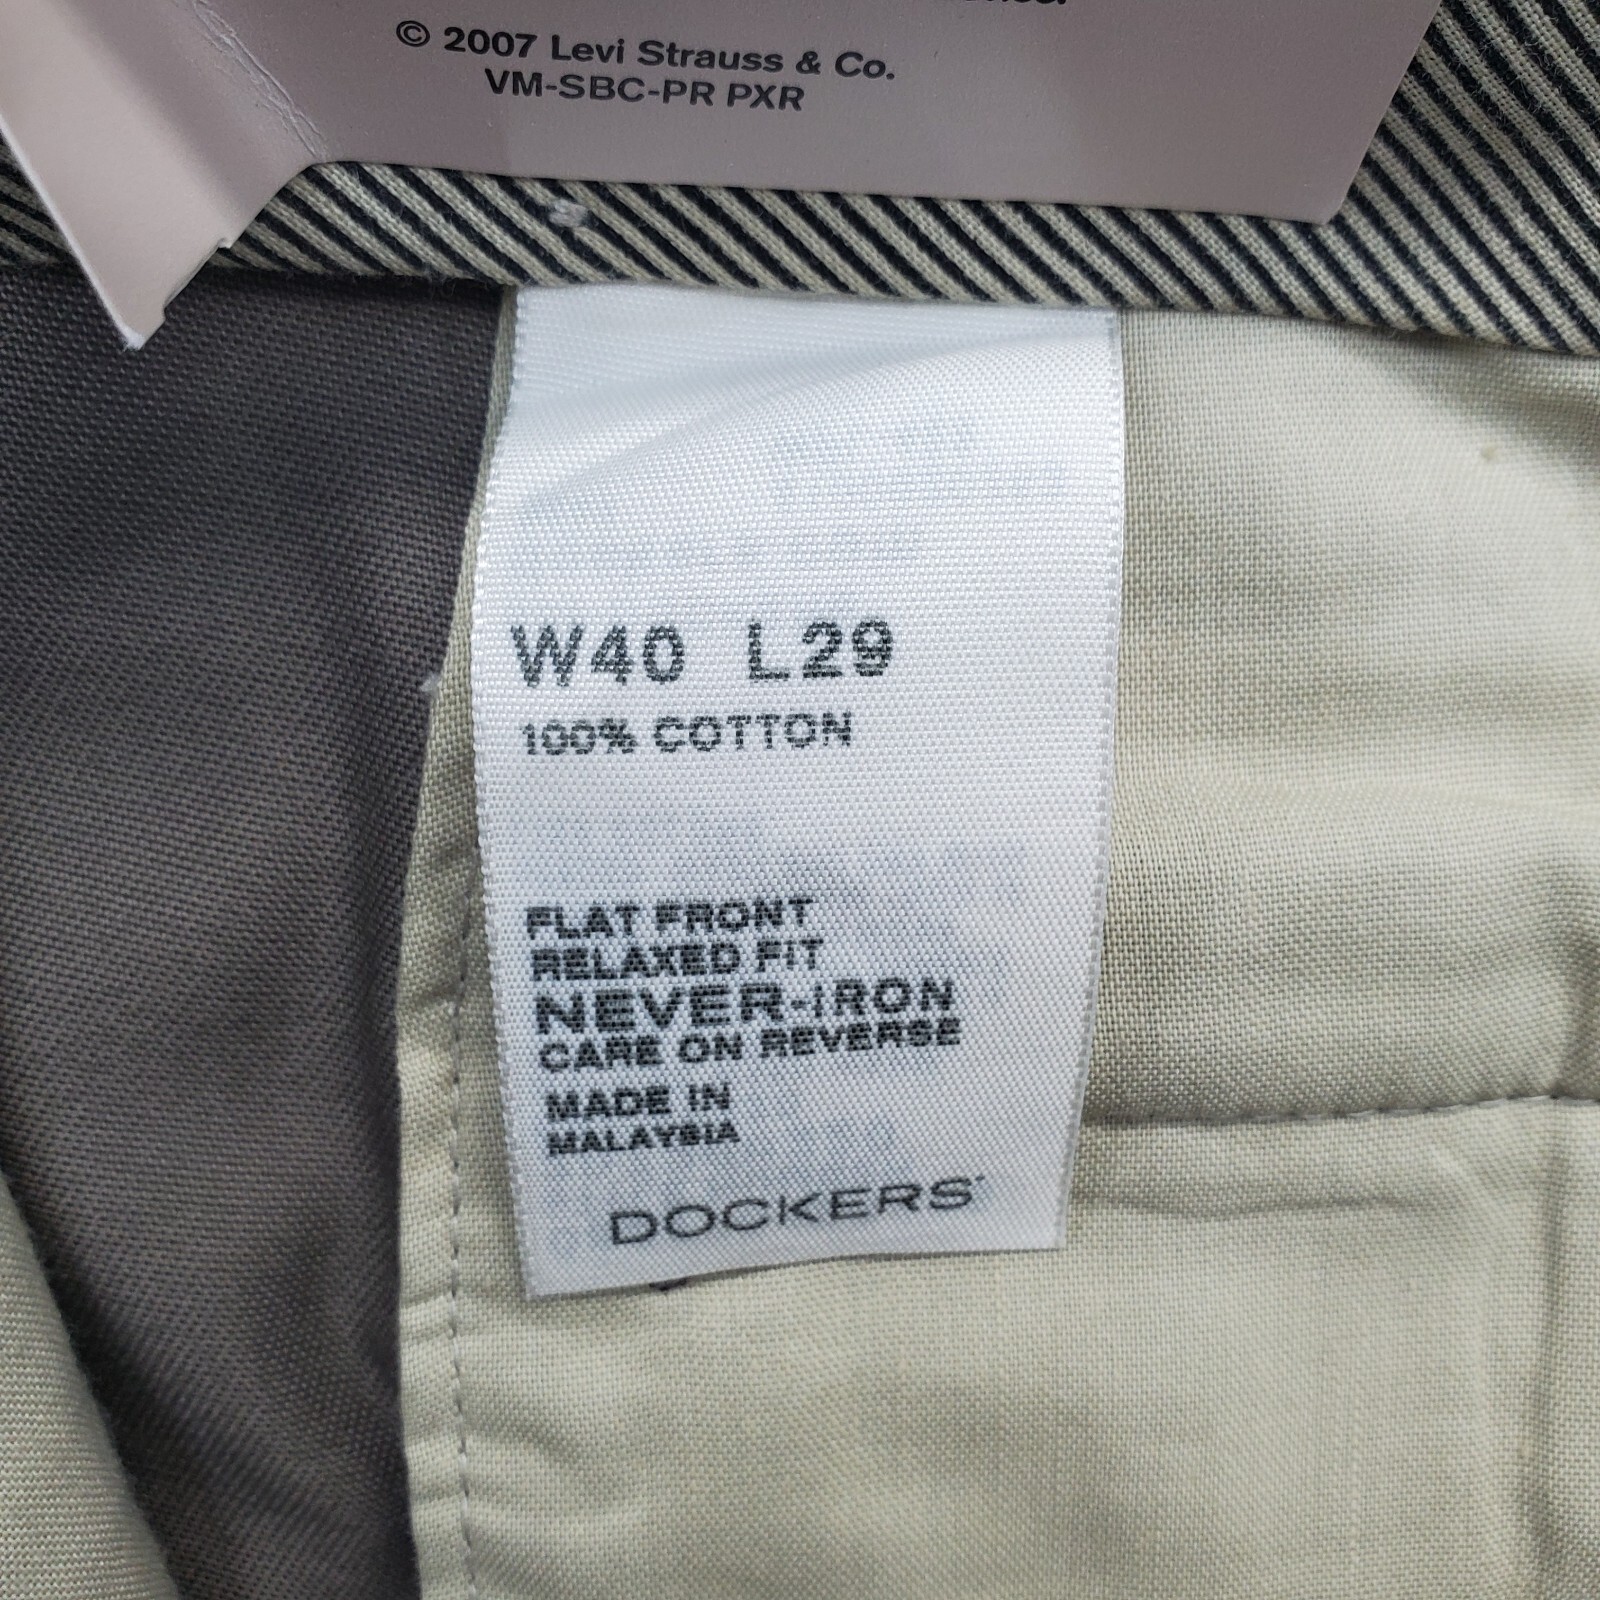 © 2007 Levi Strauss & Co.
VM-SBC-PR PXR
W40 L29
100% COTTON
FLAT FRONT
RELAXED FIT
NEVER-IRON
CARE ON REVERSE
MADE IN
MALAYSIA
DOCKERS